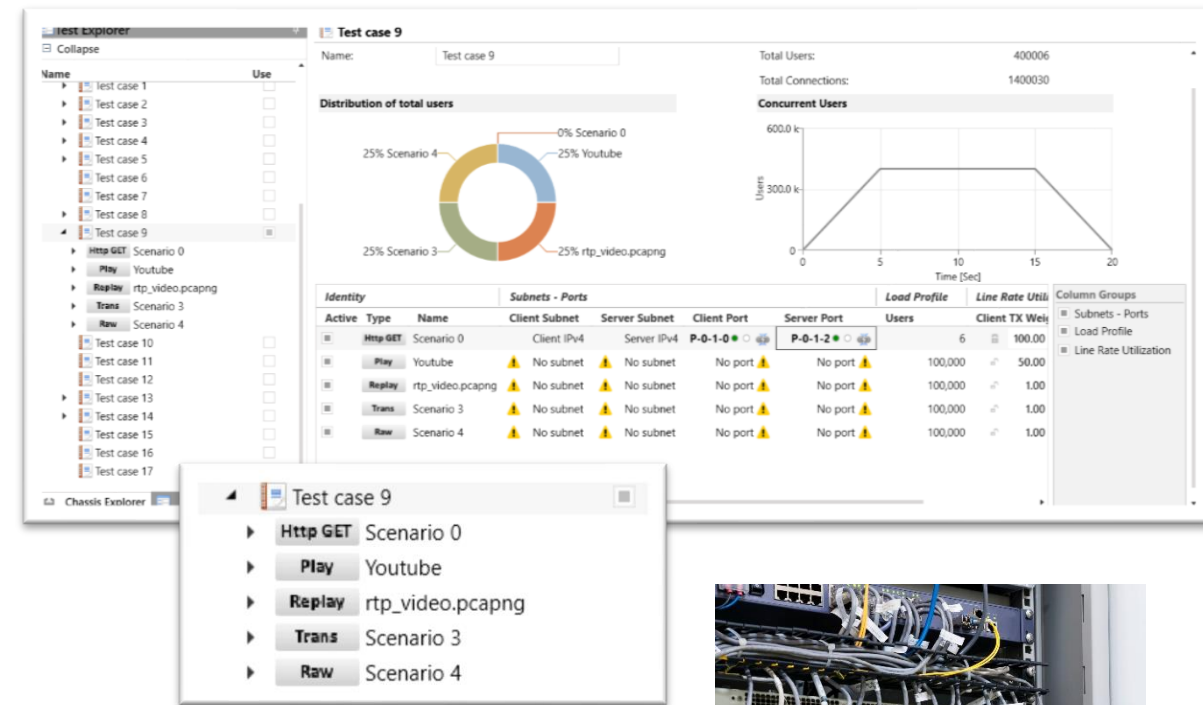 Test Explorer
Collapse
Name Use
Test case 1
Test case 2
Test case 3
Test case 4
Test case 5
Test case 6
Test case 7
Test case 8
Test case 9
Http GET Scenario 0
Play Youtube
Replay rtp_video.pcapng
Trans Scenario 3
Raw Scenario 4
Test case 10
Test case 11
Test case 12
Test case 13
Test case 14
Test case 15
Test case 16
Test case 17
Chassis Explorer
Test case 9
Name: Test case 9
Total Users: 400006
Total Connections: 1400030
Distribution of total users
0% Scenario 0
25% Scenario 4
25% Youtube
25% Scenario 3
25% rtp_video.pcapng
Concurrent Users
600.0 k
300.0 k
0
Users
0 5 10 15 20
Time [Sec]
Identity Subnets - Ports Load Profile Line Rate Utili
Active Type Name Client Subnet Server Subnet Client Port Server Port Users Client TX Weig
Http GET Scenario 0 Client IPv4 Server IPv4 P-0-1-0 P-0-1-2 6 100.00
Play Youtube No subnet No subnet No port No port 100,000 50.00
Replay rtp_video.pcapng No subnet No subnet No port No port 100,000 1.00
Trans Scenario 3 No subnet No subnet No port No port 100,000 1.00
Raw Scenario 4 No subnet No subnet No port No port 100,000 1.00
Column Groups
Subnets - Ports
Load Profile
Line Rate Utilization
Test case 9
Http GET Scenario 0
Play Youtube
Replay rtp_video.pcapng
Trans Scenario 3
Raw Scenario 4